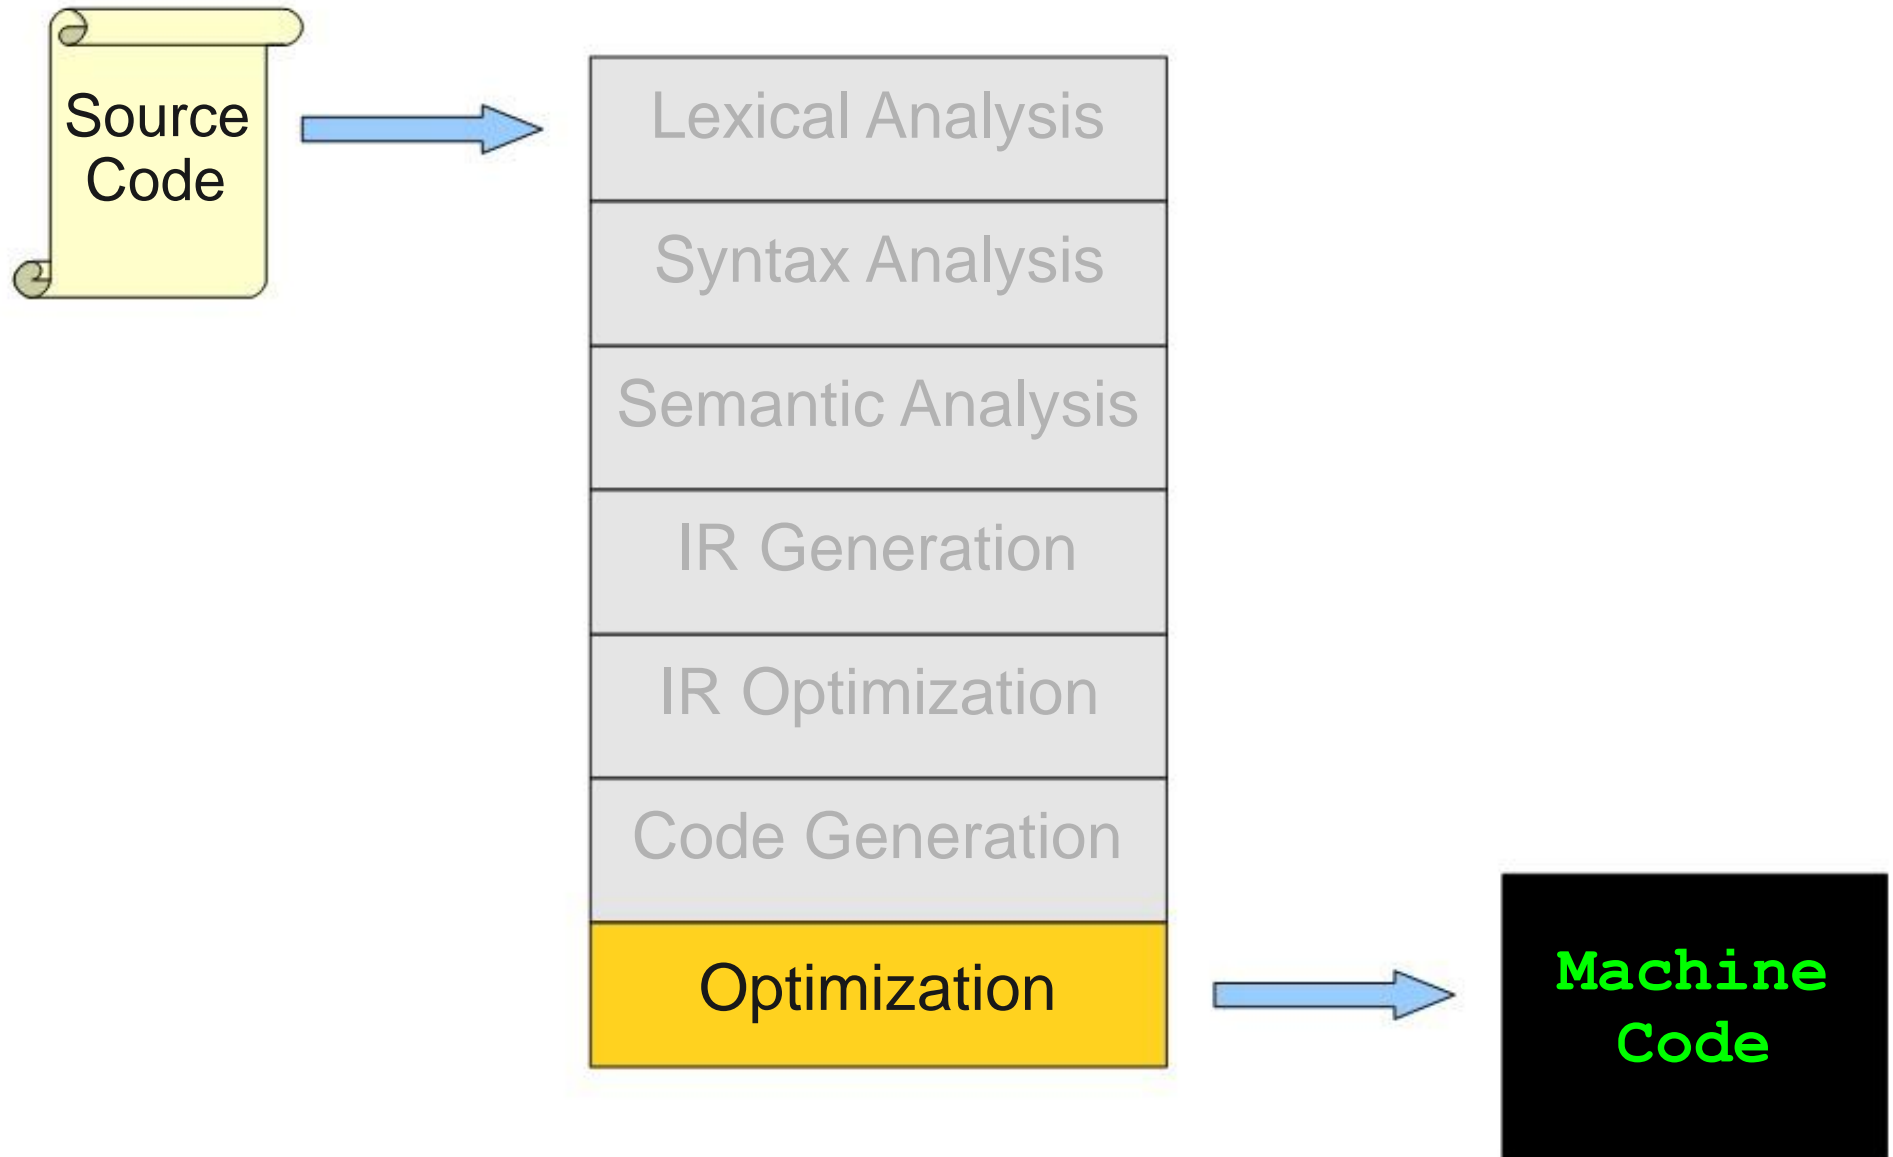 Source
Code
Lexical Analysis
Syntax Analysis
Semantic Analysis
IR Generation
IR Optimization
Code Generation
Optimization
Machine
Code